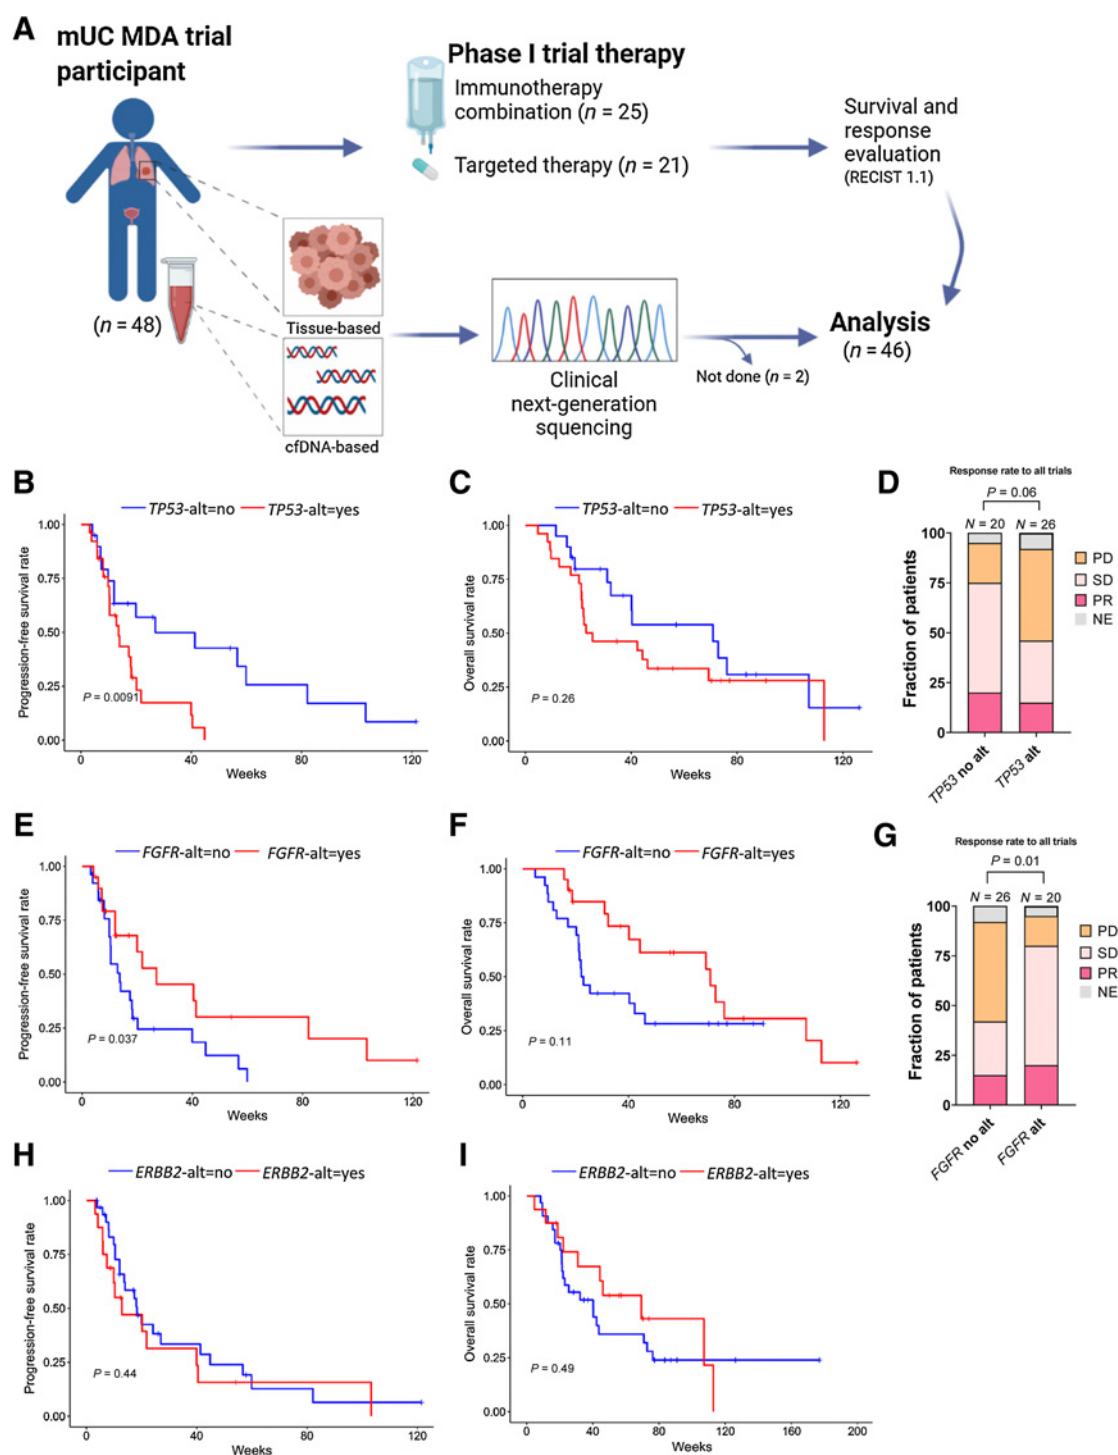 A
mUC MDA trial
participant
(n = 48)
Phase I trial therapy
Immunotherapy
combination (n = 25)
Targeted therapy (n = 21)
Survival and
response
evaluation
(RECIST 1.1)
Tissue-based
cfDNA-based
Clinical
next-generation
squencing
Not done (n = 2)
Analysis
(n = 46)
B
TP53-alt=no TP53-alt=yes
Progression-free survival rate
1.00
0.75
0.50
0.25
0.00
P = 0.0091
0 40 80 120
Weeks
C
TP53-alt=no TP53-alt=yes
Overall survival rate
1.00
0.75
0.50
0.25
0.00
P = 0.26
0 40 80 120
Weeks
D
Response rate to all trials
P = 0.06
N = 20 N = 26
Fraction of patients
100
75
50
25
0
TP53 no alt
TP53 alt
PD
SD
PR
NE
E
FGFR-alt=no FGFR-alt=yes
Progression-free survival rate
1.00
0.75
0.50
0.25
0.00
P = 0.037
0 40 80 120
Weeks
F
FGFR-alt=no FGFR-alt=yes
Overall survival rate
1.00
0.75
0.50
0.25
0.00
P = 0.11
0 40 80 120
Weeks
G
Response rate to all trials
P = 0.01
N = 26 N = 20
Fraction of patients
100
75
50
25
0
FGFR no alt
FGFR alt
PD
SD
PR
NE
H
ERBB2-alt=no ERBB2-alt=yes
Progression-free survival rate
1.00
0.75
0.50
0.25
0.00
P = 0.44
0 40 80 120
Weeks
I
ERBB2-alt=no ERBB2-alt=yes
Overall survival rate
1.00
0.75
0.50
0.25
0.00
P = 0.49
0 40 80 120 160 200
Weeks